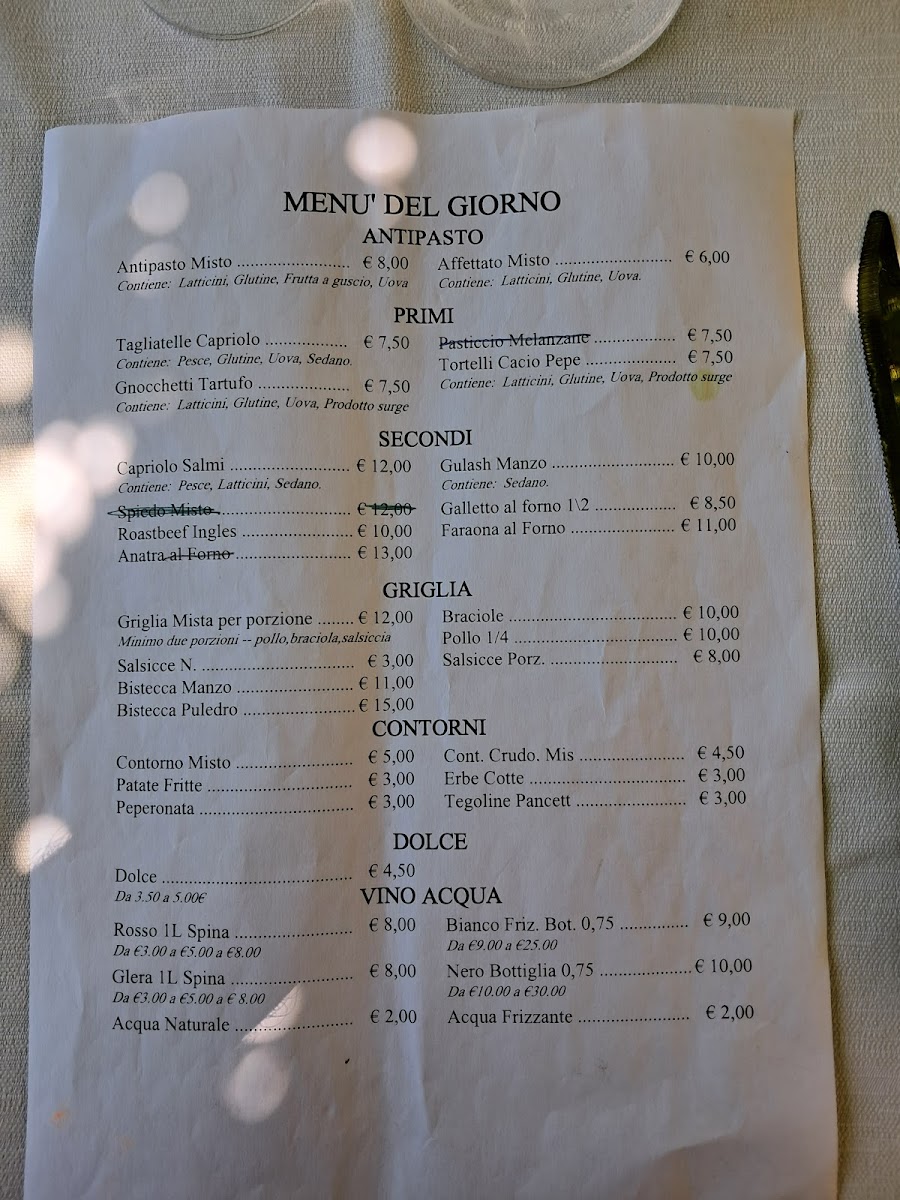 MENU' DEL GIORNO
ANTIPASTO
Antipasto Misto ........................... € 8,00
Contiene: Latticini, Glutine, Frutta a guscio, Uova
Affettato Misto ........................... € 6,00
Contiene: Latticini, Glutine, Uova.
PRIMI
Tagliatelle Capriolo ................... € 7,50
Contiene: Pesce, Glutine, Uova, Sedano.
Gnocchetti Tartufo ..................... € 7,50
Contiene: Latticini, Glutine, Uova, Prodotto surge
Pasticcio Melanzane ................... € 7,50
Tortelli Cacio Pepe ..................... € 7,50
Contiene: Latticini, Glutine, Uova, Prodotto surge
SECONDI
Capriolo Salmi ........................... € 12,00
Contiene: Pesce, Latticini, Sedano.
Spiedo Misto .............................. € 12,00
Roastbeef Ingles ......................... € 10,00
Anatra al Forno .......................... € 13,00
Gulash Manzo ............................ € 10,00
Contiene: Sedano.
Galletto al forno 1\2 ................... € 8,50
Faraona al Forno ........................ € 11,00
GRIGLIA
Griglia Mista per porzione ........ € 12,00
Minimo due porzioni -- pollo,braciola,salsiccia
Salsicce N. .................................. € 3,00
Bistecca Manzo .......................... € 11,00
Bistecca Puledro ......................... € 15,00
Braciole ....................................... € 10,00
Pollo 1/4 ..................................... € 10,00
Salsicce Porz. ............................. € 8,00
CONTORNI
Contorno Misto ........................... € 5,00
Patate Fritte ................................. € 3,00
Peperonata ................................... € 3,00
Cont. Crudo. Mis ........................ € 4,50
Erbe Cotte ................................... € 3,00
Tegoline Pancett ......................... € 3,00
DOLCE
Dolce ........................................... € 4,50
Da 3.50 a 5.00€
VINO ACQUA
Rosso 1L Spina ........................... € 8,00
Da €3.00 a €5.00 a €8.00
Glera 1L Spina ............................ € 8,00
Da €3.00 a €5.00 a € 8.00
Acqua Naturale ........................... € 2,00
Bianco Friz. Bot. 0,75 ............... € 9,00
Da €9.00 a €25.00
Nero Bottiglia 0,75 ..................... € 10,00
Da €10.00 a €30.00
Acqua Frizzante ......................... € 2,00